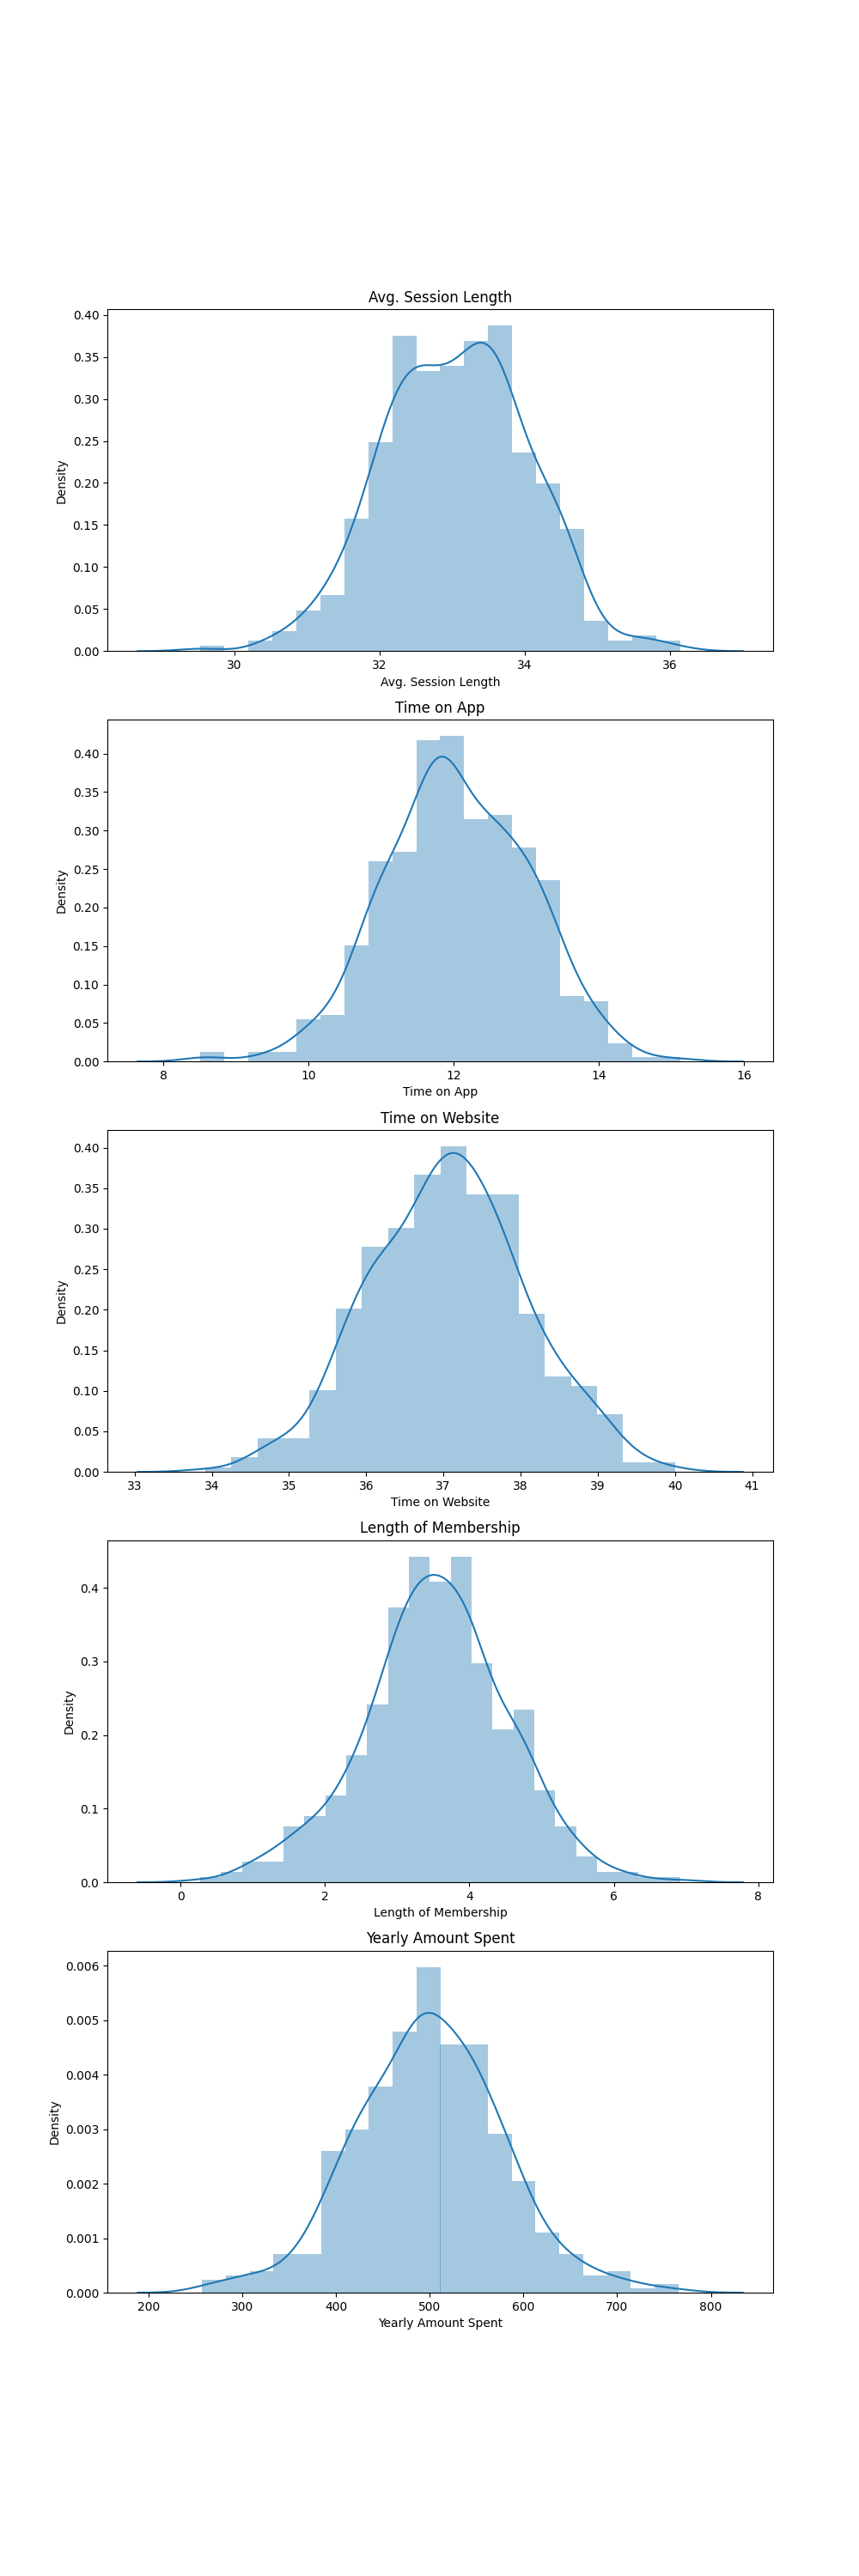 Avg. Session Length
0.40
0.35
0.30
0.25
0.20
0.15
0.10
0.05
0.00
Density
30 32 34 36
Avg. Session Length
Time on App
0.40
0.35
0.30
0.25
0.20
0.15
0.10
0.05
0.00
Density
8 10 12 14 16
Time on App
Time on Website
0.40
0.35
0.30
0.25
0.20
0.15
0.10
0.05
0.00
Density
33 34 35 36 37 38 39 40 41
Time on Website
Length of Membership
0.4
0.3
0.2
0.1
0.0
Density
0 2 4 6 8
Length of Membership
Yearly Amount Spent
0.006
0.005
0.004
0.003
0.002
0.001
0.000
Density
200 300 400 500 600 700 800
Yearly Amount Spent